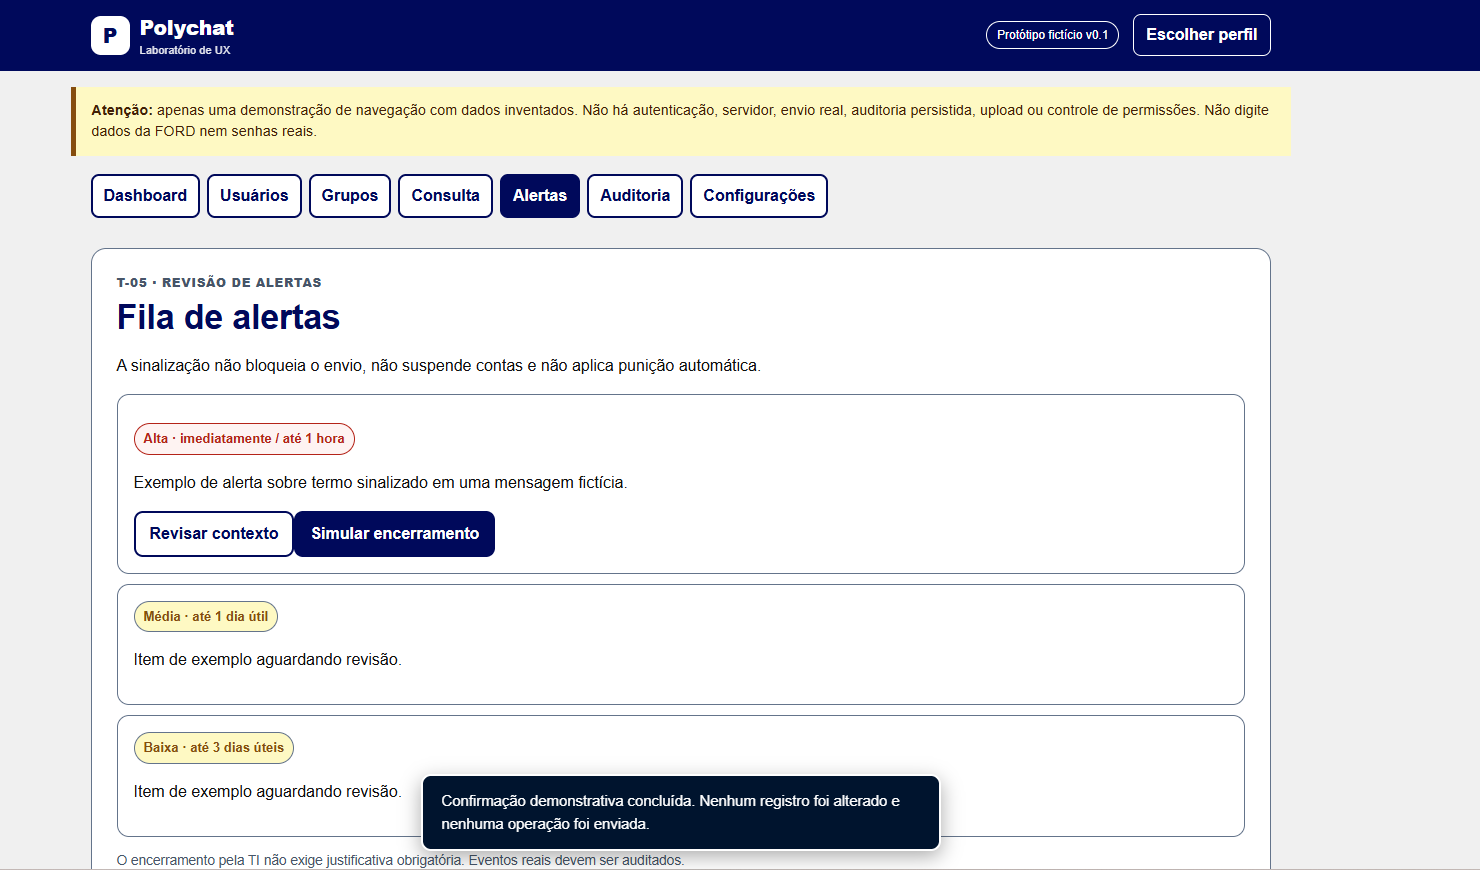 P
Polychat
Laboratório de UX
Protótipo fictício v0.1
Escolher perfil
Atenção: apenas uma demonstração de navegação com dados inventados. Não há autenticação, servidor, envio real, auditoria persistida, upload ou controle de permissões. Não digite
dados da FORD nem senhas reais.
Dashboard
Usuários
Grupos
Consulta
Alertas
Auditoria
Configurações
T-05 · REVISÃO DE ALERTAS
Fila de alertas
A sinalização não bloqueia o envio, não suspende contas e não aplica punição automática.
Alta · imediatamente / até 1 hora
Exemplo de alerta sobre termo sinalizado em uma mensagem fictícia.
Revisar contexto
Simular encerramento
Média · até 1 dia útil
Item de exemplo aguardando revisão.
Baixa · até 3 dias úteis
Item de exemplo aguardando revisão.
Confirmação demonstrativa concluída. Nenhum registro foi alterado e
nenhuma operação foi enviada.
O encerramento pela TI não exige justificativa obrigatória. Eventos reais devem ser auditados.